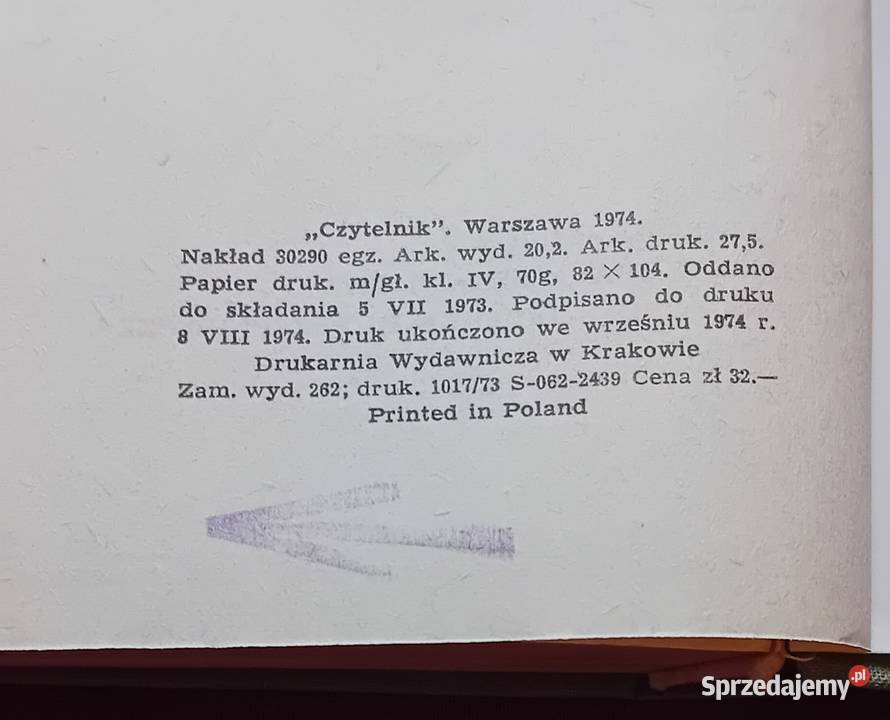 „Czytelnik”. Warszawa 1974.
Nakład 30290 egz. Ark. wyd. 20,2. Ark. druk. 27,5.
Papier druk. m/gł. kl. IV, 70g, 82 × 104. Oddano
do składania 5 VII 1973. Podpisano do druku
8 VIII 1974. Druk ukończono we wrześniu 1974 r.
Drukarnia Wydawnicza w Krakowie
Zam. wyd. 262; druk. 1017/73 S-062-2439 Cena zł 32.—
Printed in Poland
Sprzedajemy.pl